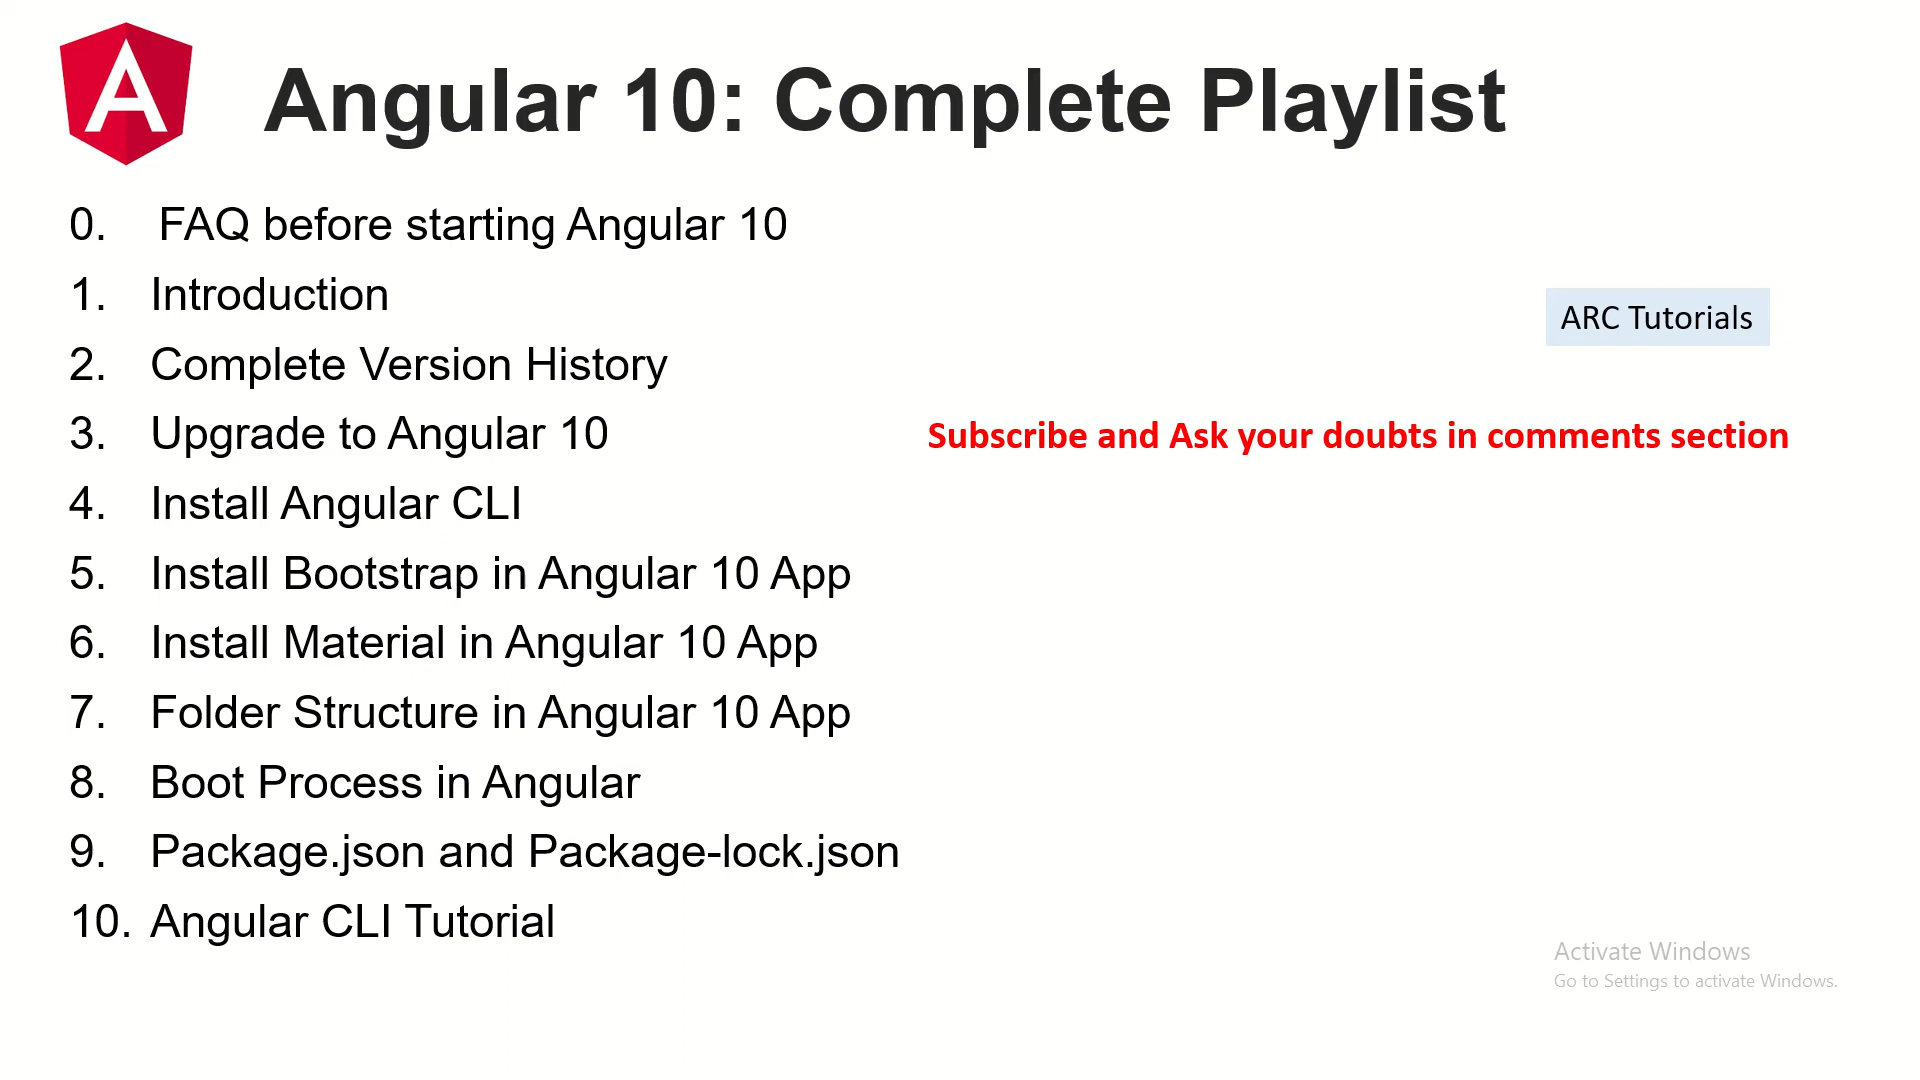 Angular 10: Complete Playlist
0. FAQ before starting Angular 10
1. Introduction
2. Complete Version History
3. Upgrade to Angular 10
4. Install Angular CLI
5. Install Bootstrap in Angular 10 App
6. Install Material in Angular 10 App
7. Folder Structure in Angular 10 App
8. Boot Process in Angular
9. Package.json and Package-lock.json
10. Angular CLI Tutorial
ARC Tutorials
Subscribe and Ask your doubts in comments section
Activate Windows
Go to Settings to activate Windows.